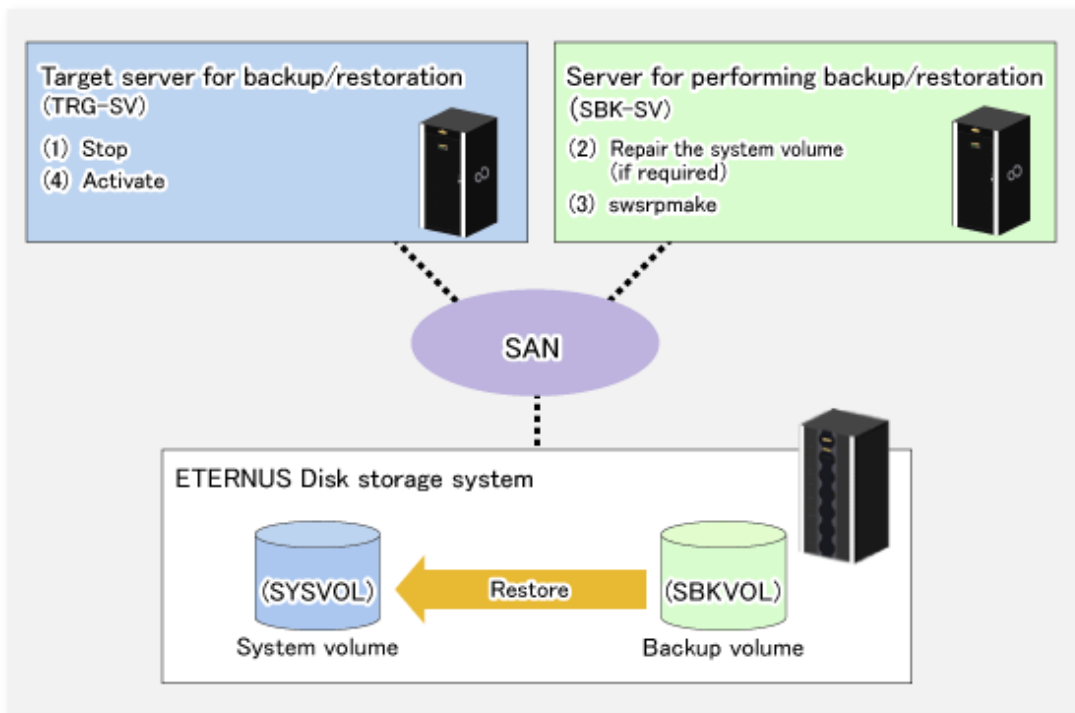 Target server for backup/restoration
(TRG-SV)
(1) Stop
(4) Activate
Server for performing backup/restoration
(SBK-SV)
(2) Repair the system volume
(if required)
(3) swsrpmake
SAN
ETERNUS Disk storage system
(SYSVOL)
Restore
(SBKVOL)
System volume
Backup volume